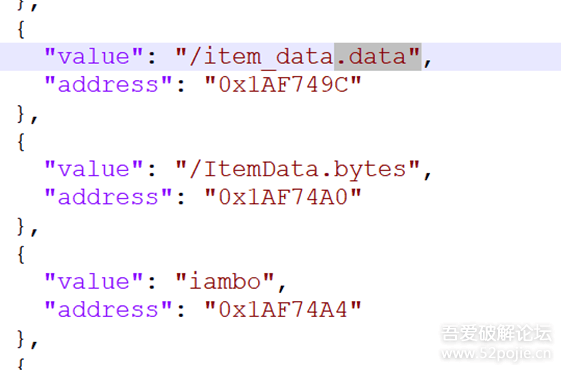 },
{
"value": "/item_data.data",
"address": "0x1AF749C"
},
{
"value": "/ItemData.bytes",
"address": "0x1AF74A0"
},
{
"value": "iambo",
"address": "0x1AF74A4"
},
{
吾爱破解论坛
www.52pojie.cn